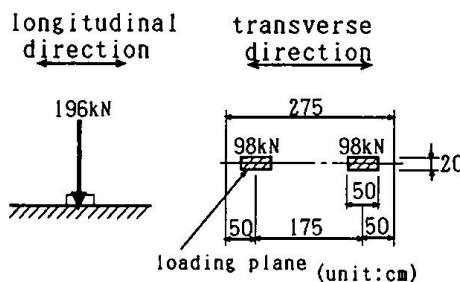 longitudinal
direction
transverse
direction
196kN
275
98kN
98kN
20
50
50
175
50
loading plane
(unit:cm)